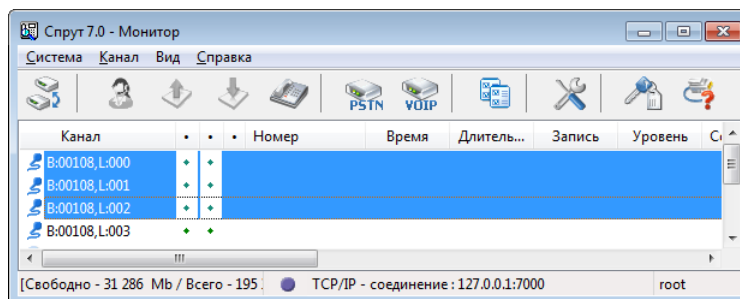 Спрут 7.0 - Монитор
Система Канал Вид Справка
PSTN VOIP
Канал • • • Номер Время Длитель... Запись Уровень
B:00108,L:000
B:00108,L:001
B:00108,L:002
B:00108,L:003
[Свободно - 31 286 Mb / Всего - 195 TCP/IP - соединение : 127.0.0.1:7000 root